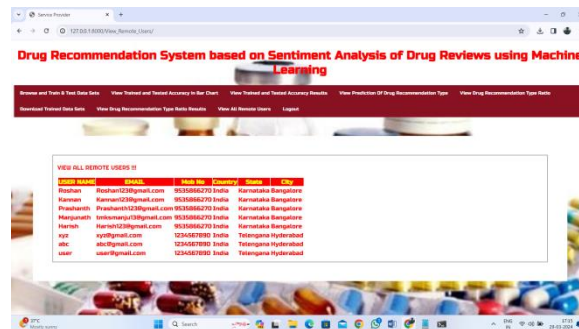 Service Provider
127.0.0.1:8000/View_Remote_Users/
Drug Recommendation System based on Sentiment Analysis of Drug Reviews using Machine
Learning
Browse and Train & Test Data Sets View Trained and Tested Accuracy in Bar Chart View Trained and Tested Accuracy Results View Prediction Of Drug Recommendation Type View Drug Recommendation Type Ratio
Download Trained Data Sets View Drug Recommendation Type Ratio Results View All Remote Users Logout
VIEW ALL REMOTE USERS !!!
USER NAME EMAIL Mob No Country State City
Roshan Roshan123@gmail.com 9535866270 India Karnataka Bangalore
Kannan Kannan123@gmail.com 9535866270 India Karnataka Bangalore
Prashanth Prashanth123@gmail.com 9535866270 India Karnataka Bangalore
Manjunath tmksmanju13@gmail.com 9535866270 India Karnataka Bangalore
Harish Harish123@gmail.com 9535866270 India Karnataka Bangalore
xyz xyz@gmail.com 1234567890 India Telengana Hyderabad
abc abc@gmail.com 1234567890 India Telengana Hyderabad
user user@gmail.com 1234567890 India Telengana Hyderabad
37°C
Mostly sunny
Search
ENG
IN